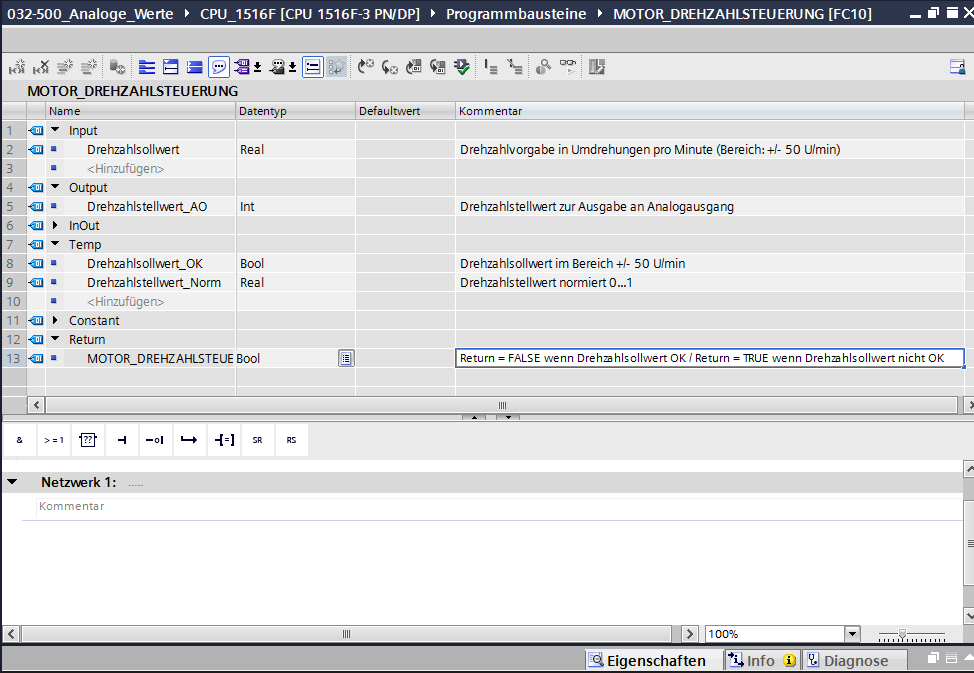 032-500_Analoge_Werte ▸ CPU_1516F [CPU 1516F-3 PN/DP] ▸ Programmbausteine ▸ MOTOR_DREHZAHLSTEUERUNG [FC10]
MOTOR_DREHZAHLSTEUERUNG
Name Datentyp Defaultwert Kommentar
1 Input
2 Drehzahlsollwert Real Drehzahlvorgabe in Umdrehungen pro Minute (Bereich: +/- 50 U/min)
3 <Hinzufügen>
4 Output
5 Drehzahlstellwert_AO Int Drehzahlstellwert zur Ausgabe an Analogausgang
6 InOut
7 Temp
8 Drehzahlsollwert_OK Bool Drehzahlsollwert im Bereich +/- 50 U/min
9 Drehzahlstellwert_Norm Real Drehzahlstellwert normiert 0...1
10 <Hinzufügen>
11 Constant
12 Return
13 MOTOR_DREHZAHLSTEUE Bool Return = FALSE wenn Drehzahlsollwert OK / Return = TRUE wenn Drehzahlsollwert nicht OK
& >=1 ?? -| -o| -[=] SR RS
Netzwerk 1: .....
Kommentar
100%
Eigenschaften Info Diagnose